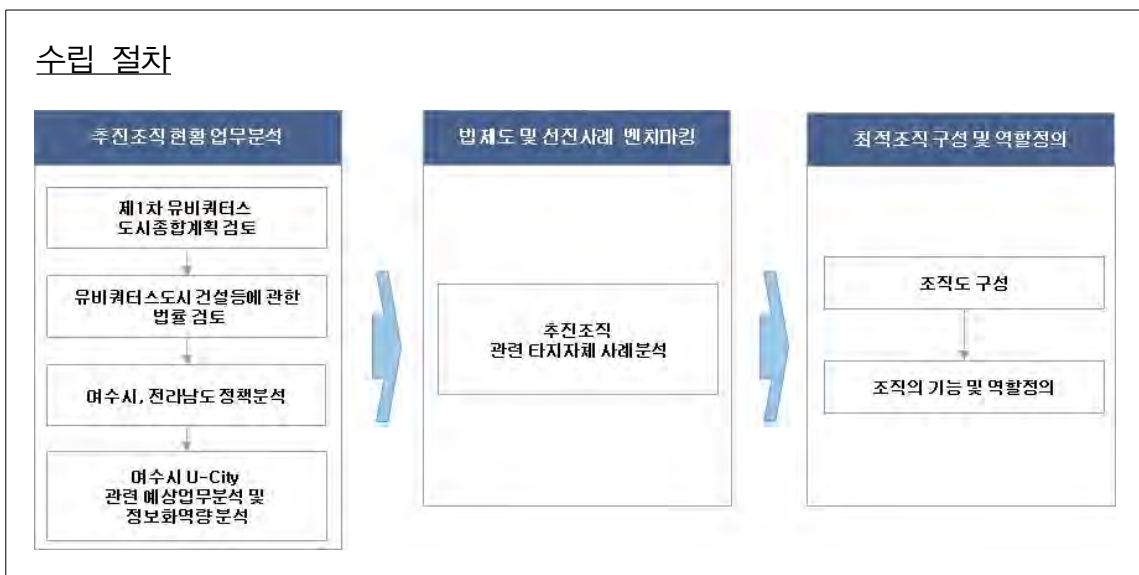 수립 절차
추진조직 현황 업무분석
제1차 유비쿼터스
도시종합계획 검토
유비쿼터스도시 건설등에 관한
법률 검토
여수시, 전라남도 정책분석
여수시 U-City
관련 예상업무분석 및
정보화역량 분석
법제도 및 선진사례 벤치마킹
추진조직
관련 타지자체 사례분석
최적조직 구성 및 역할정의
조직도 구성
조직의 기능 및 역할정의